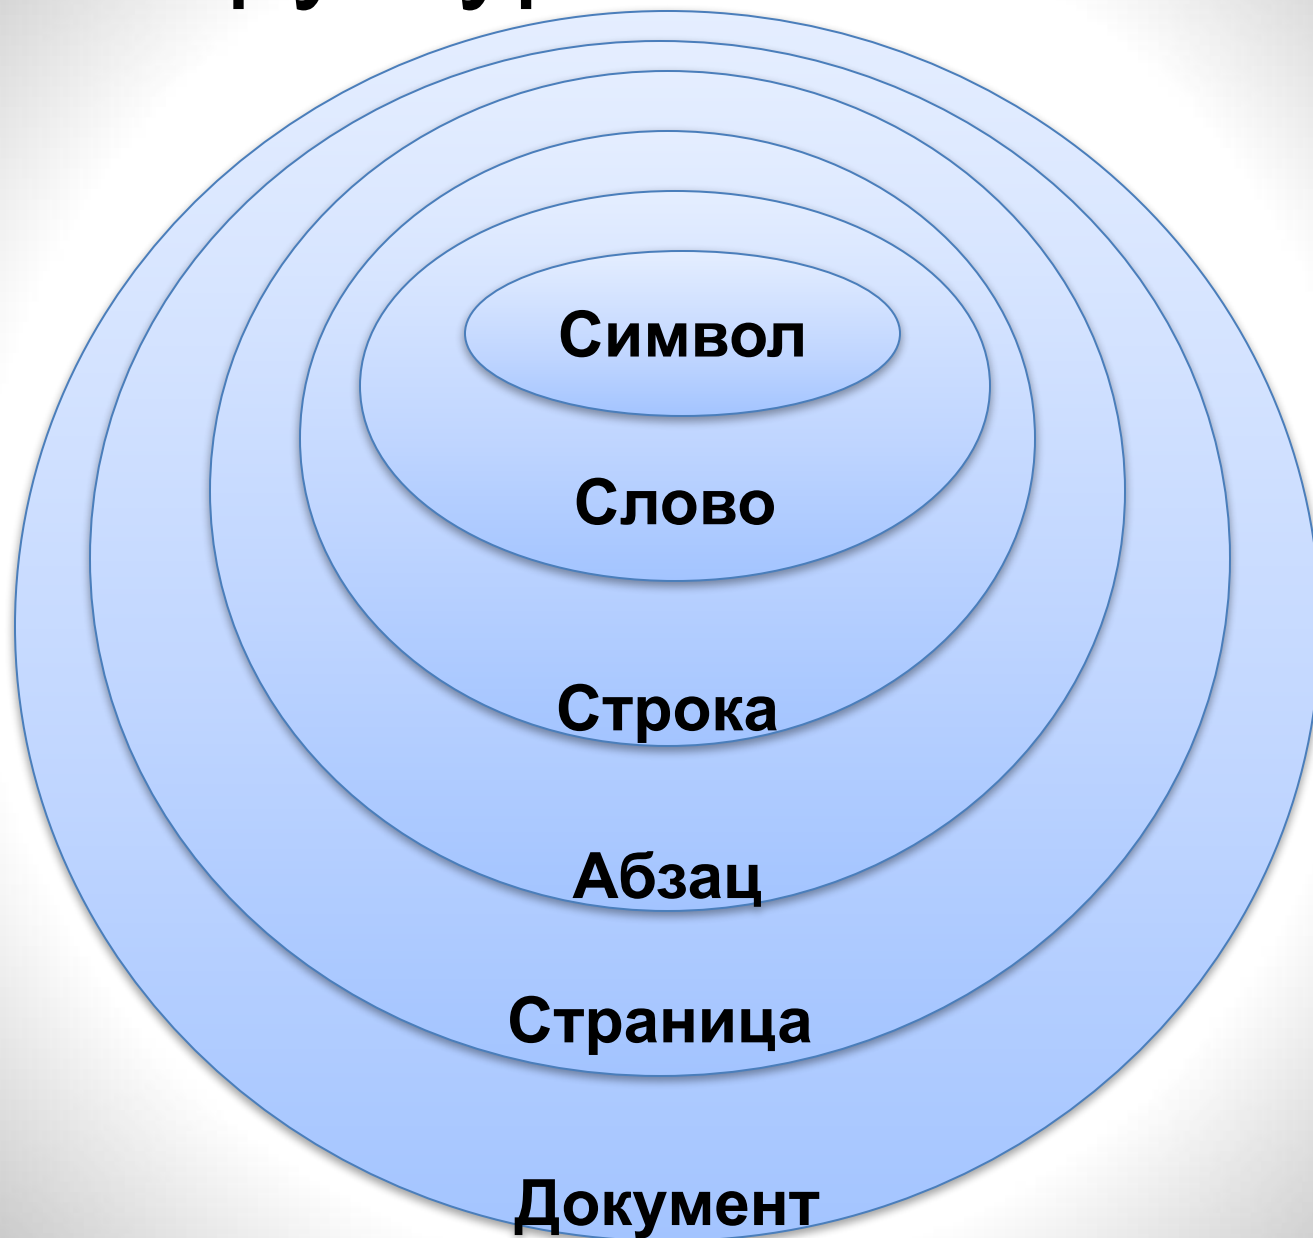 Символ
Слово
Строка
Абзац
Страница
Документ